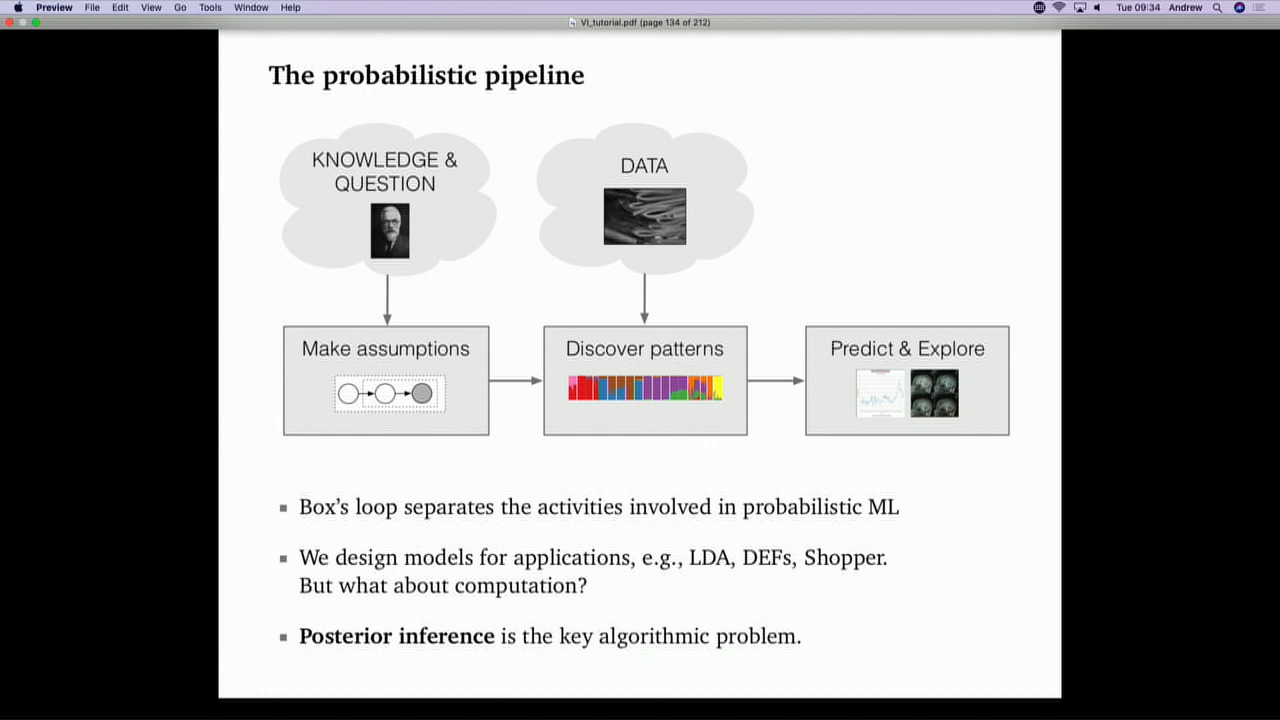 Preview File Edit View Go Tools Window Help Tue 09:34 Andrew
VI_tutorial.pdf (page 134 of 212)
The probabilistic pipeline
KNOWLEDGE &
QUESTION
DATA
Make assumptions
Discover patterns
Predict & Explore
▪ Box's loop separates the activities involved in probabilistic ML
▪ We design models for applications, e.g., LDA, DEFs, Shopper.
But what about computation?
▪ Posterior inference is the key algorithmic problem.